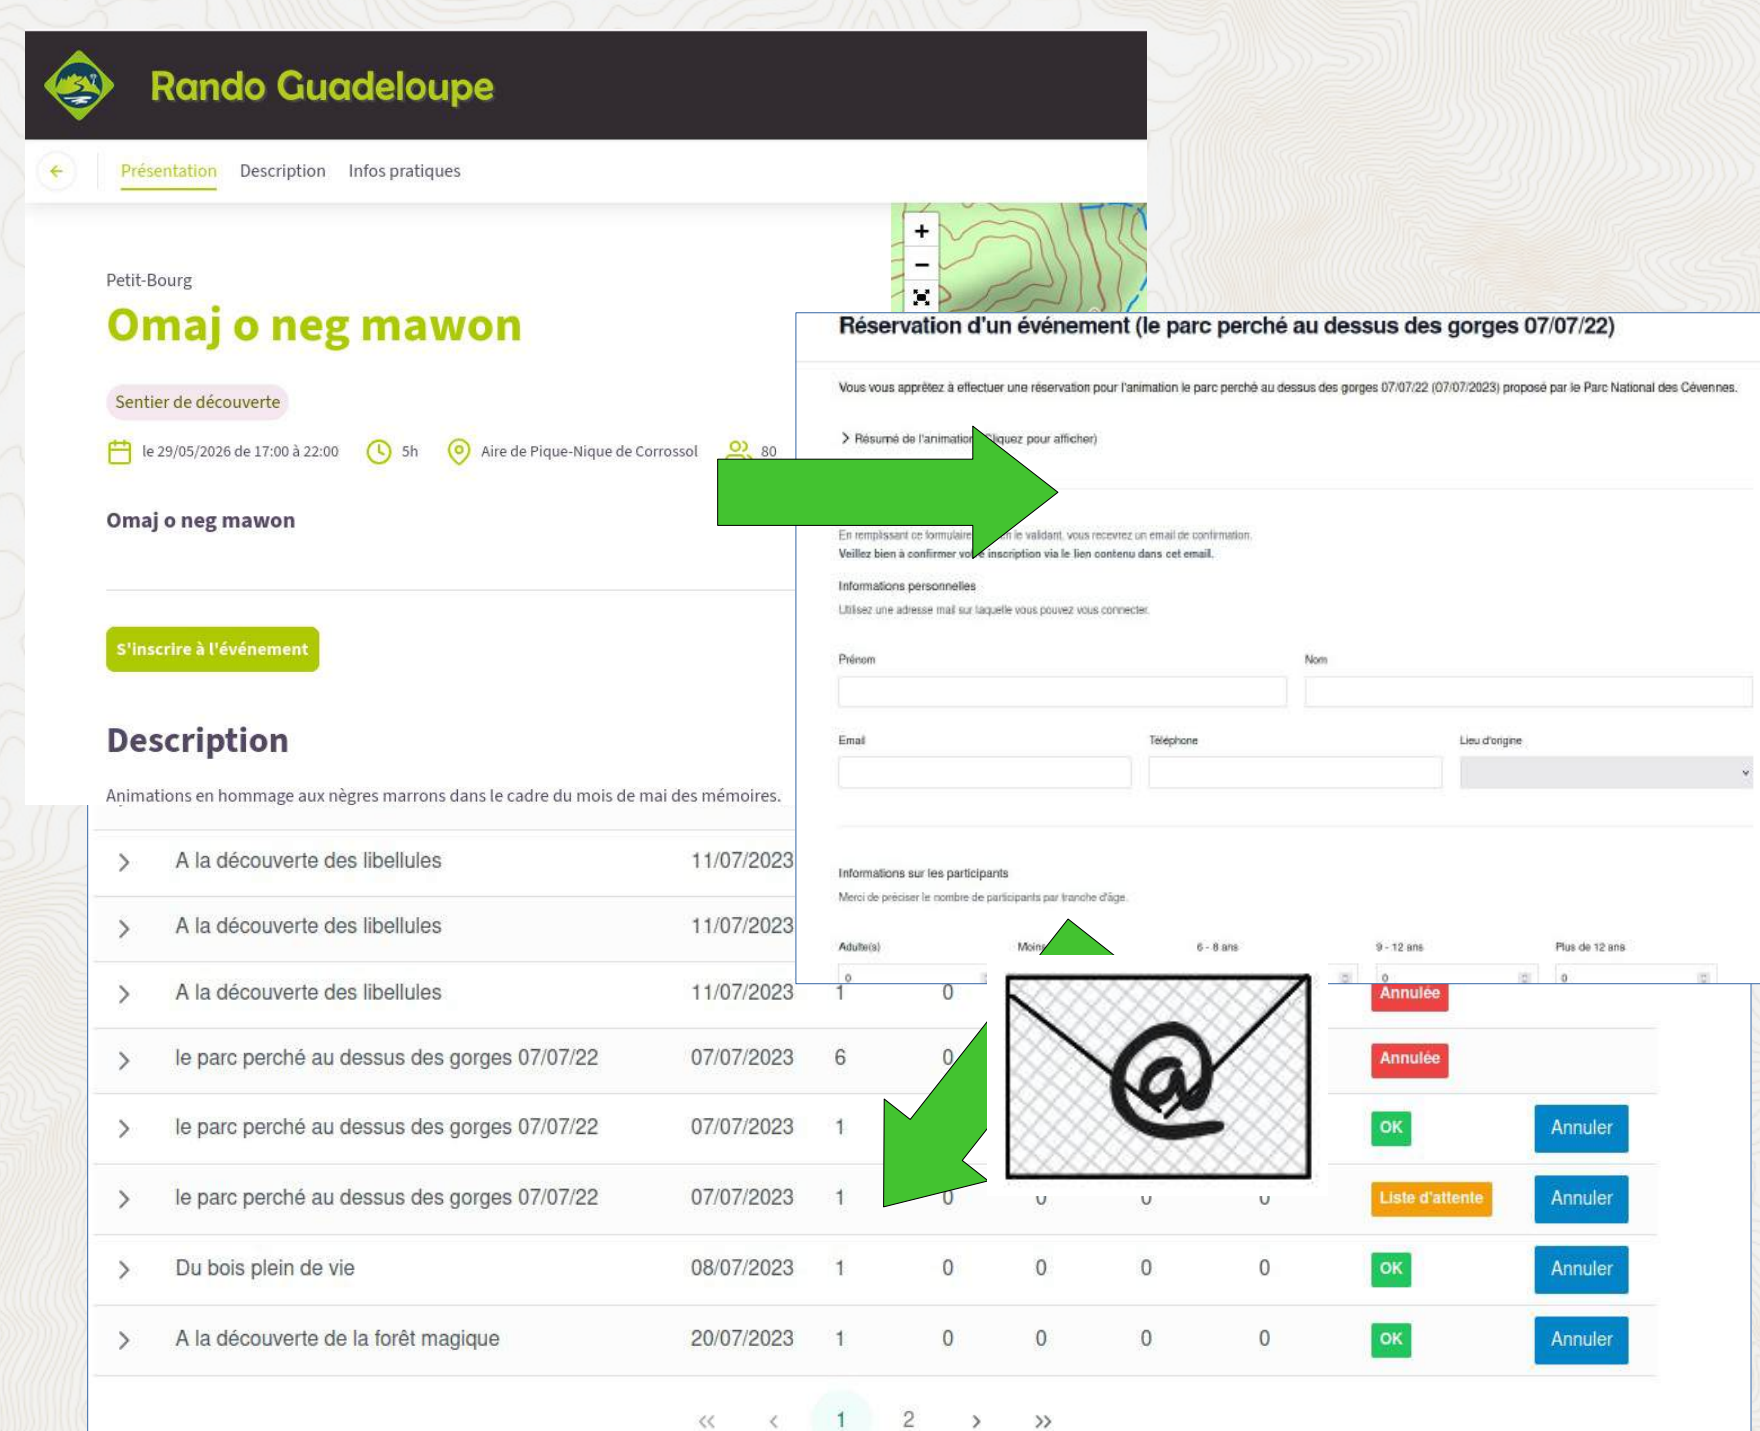 Rando Guadeloupe
Présentation Description Infos pratiques
Petit-Bourg
Omaj o neg mawon
Sentier de découverte
le 29/05/2026 de 17:00 à 22:00 5h Aire de Pique-Nique de Corrossol 80
Omaj o neg mawon
S'inscrire à l'événement
Description
Animations en hommage aux nègres marrons dans le cadre du mois de mai des mémoires.
+
−
Réservation d'un événement (le parc perché au dessus des gorges 07/07/22)
Vous vous apprêtez à effectuer une réservation pour l'animation le parc perché au dessus des gorges 07/07/22 (07/07/2023) proposé par le Parc National des Cévennes.
Résumé de l'animation pour afficher)
En remplissant ce formulaire le validant, vous recevrez un email de confirmation.
Veillez bien à confirmer inscription via le lien contenu dans cet email.
Informations personnelles
Utilisez une adresse mail sur laquelle vous pouvez vous connecter.
Prénom Nom
Email Téléphone Lieu d'origine
Informations sur les participants
Merci de préciser le nombre de participants par tranche d'âge.
Adulte(s) Moins 6 - 8 ans 9 - 12 ans Plus de 12 ans
0 0 0
A la découverte des libellules 11/07/2023
A la découverte des libellules 11/07/2023
A la découverte des libellules 11/07/2023 1 0 Annulée
le parc perché au dessus des gorges 07/07/22 07/07/2023 6 0 Annulée
le parc perché au dessus des gorges 07/07/22 07/07/2023 1 OK Annuler
le parc perché au dessus des gorges 07/07/22 07/07/2023 1 0 0 0 0 Liste d'attente Annuler
Du bois plein de vie 08/07/2023 1 0 0 0 0 OK Annuler
A la découverte de la forêt magique 20/07/2023 1 0 0 0 0 OK Annuler
@
<< < 1 2 > >>